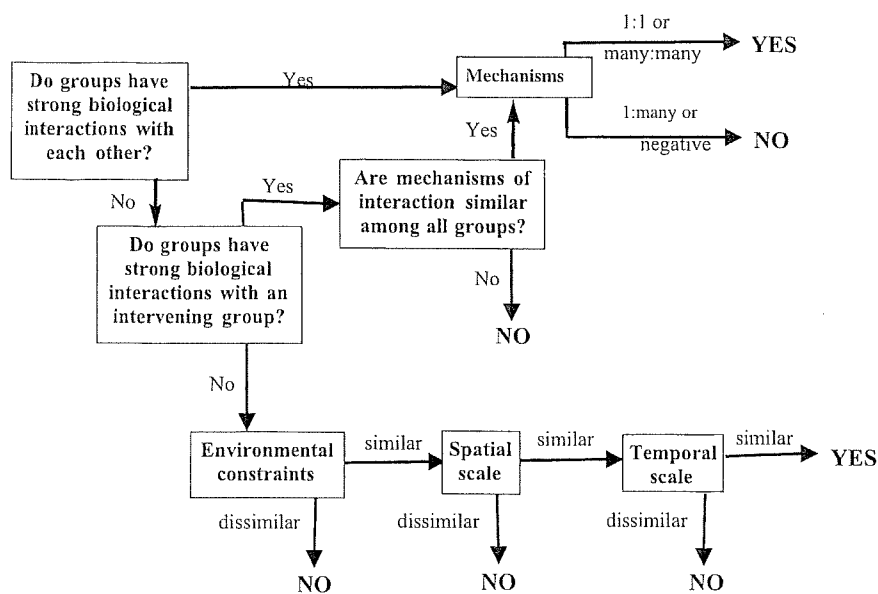 1:1 or
many:many
YES
Do groups have
strong biological
interactions with
each other?
Yes
Mechanisms
Yes
1:many or
negative
NO
No
Yes
Are mechanisms of
interaction similar
among all groups?
Do groups have
strong biological
interactions with an
intervening group?
No
NO
No
Environmental
constraints
similar
Spatial
scale
similar
Temporal
scale
similar
YES
dissimilar
dissimilar
dissimilar
NO
NO
NO